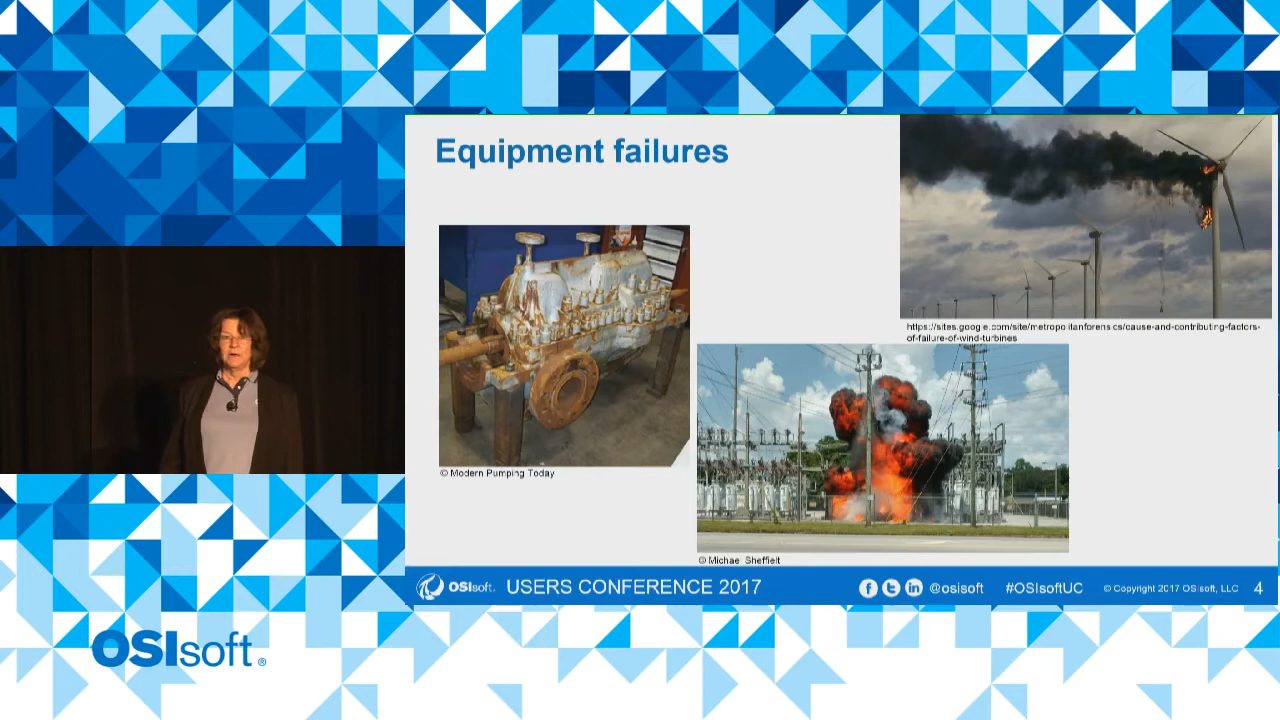 Equipment failures
https://sites.google.com/site/metropolitanforensics/cause-and-contributing-factors-
of-failure-of-wind-turbines
© Modern Pumping Today
© Michael Sheffielt
OSIsoft. USERS CONFERENCE 2017
@osisoft #OSIsoftUC © Copyright 2017 OSIsoft, LLC 4
OSIsoft®